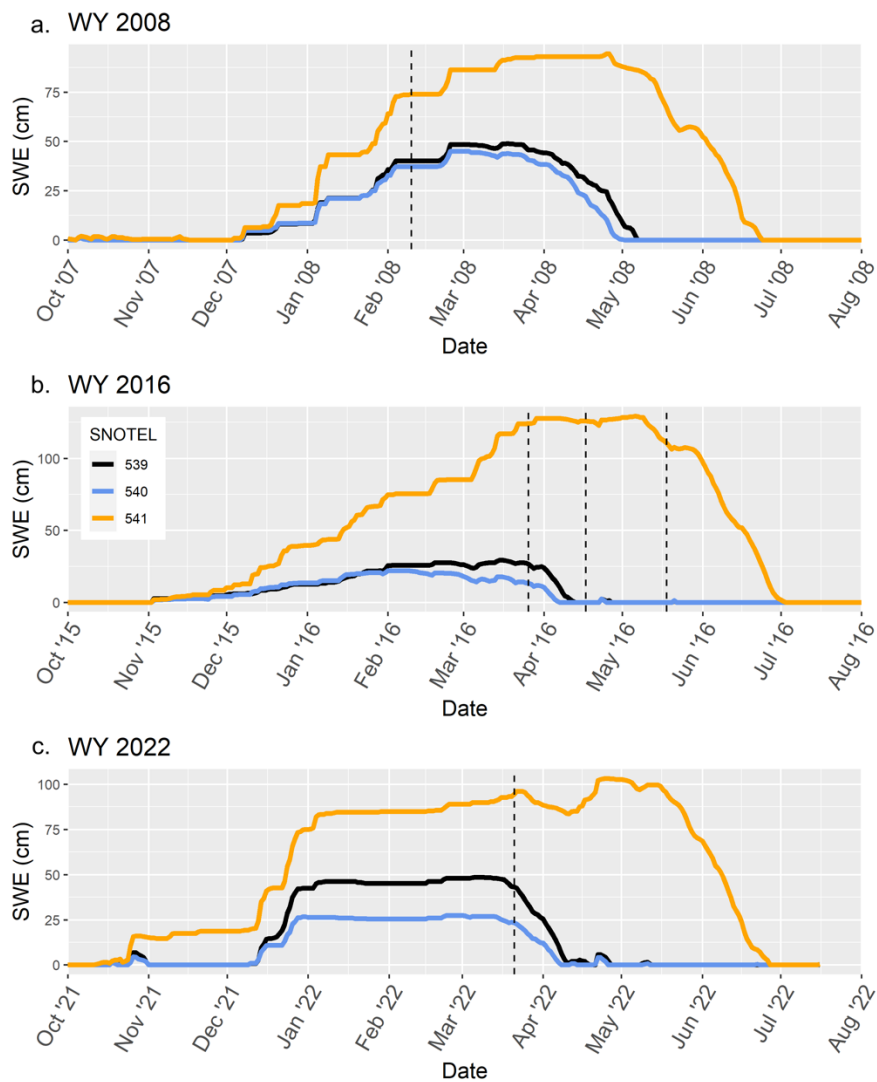 a. WY 2008
SWE (cm)
75
50
25
0
Oct '07
Nov '07
Dec '07
Jan '08
Feb '08
Mar '08
Apr '08
May '08
Jun '08
Jul '08
Aug '08
Date
b. WY 2016
SWE (cm)
100
50
0
SNOTEL
539
540
541
Oct '15
Nov '15
Dec '15
Jan '16
Feb '16
Mar '16
Apr '16
May '16
Jun '16
Jul '16
Aug '16
Date
c. WY 2022
SWE (cm)
100
75
50
25
0
Oct '21
Nov '21
Dec '21
Jan '22
Feb '22
Mar '22
Apr '22
May '22
Jun '22
Jul '22
Aug '22
Date